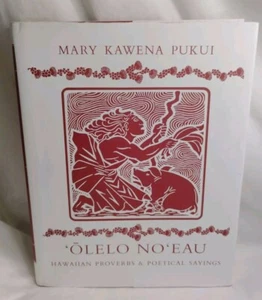 MARY KAWENA PUKUI
ʻŌLELO NOʻEAU
HAWAIIAN PROVERBS & POETICAL SAYINGS